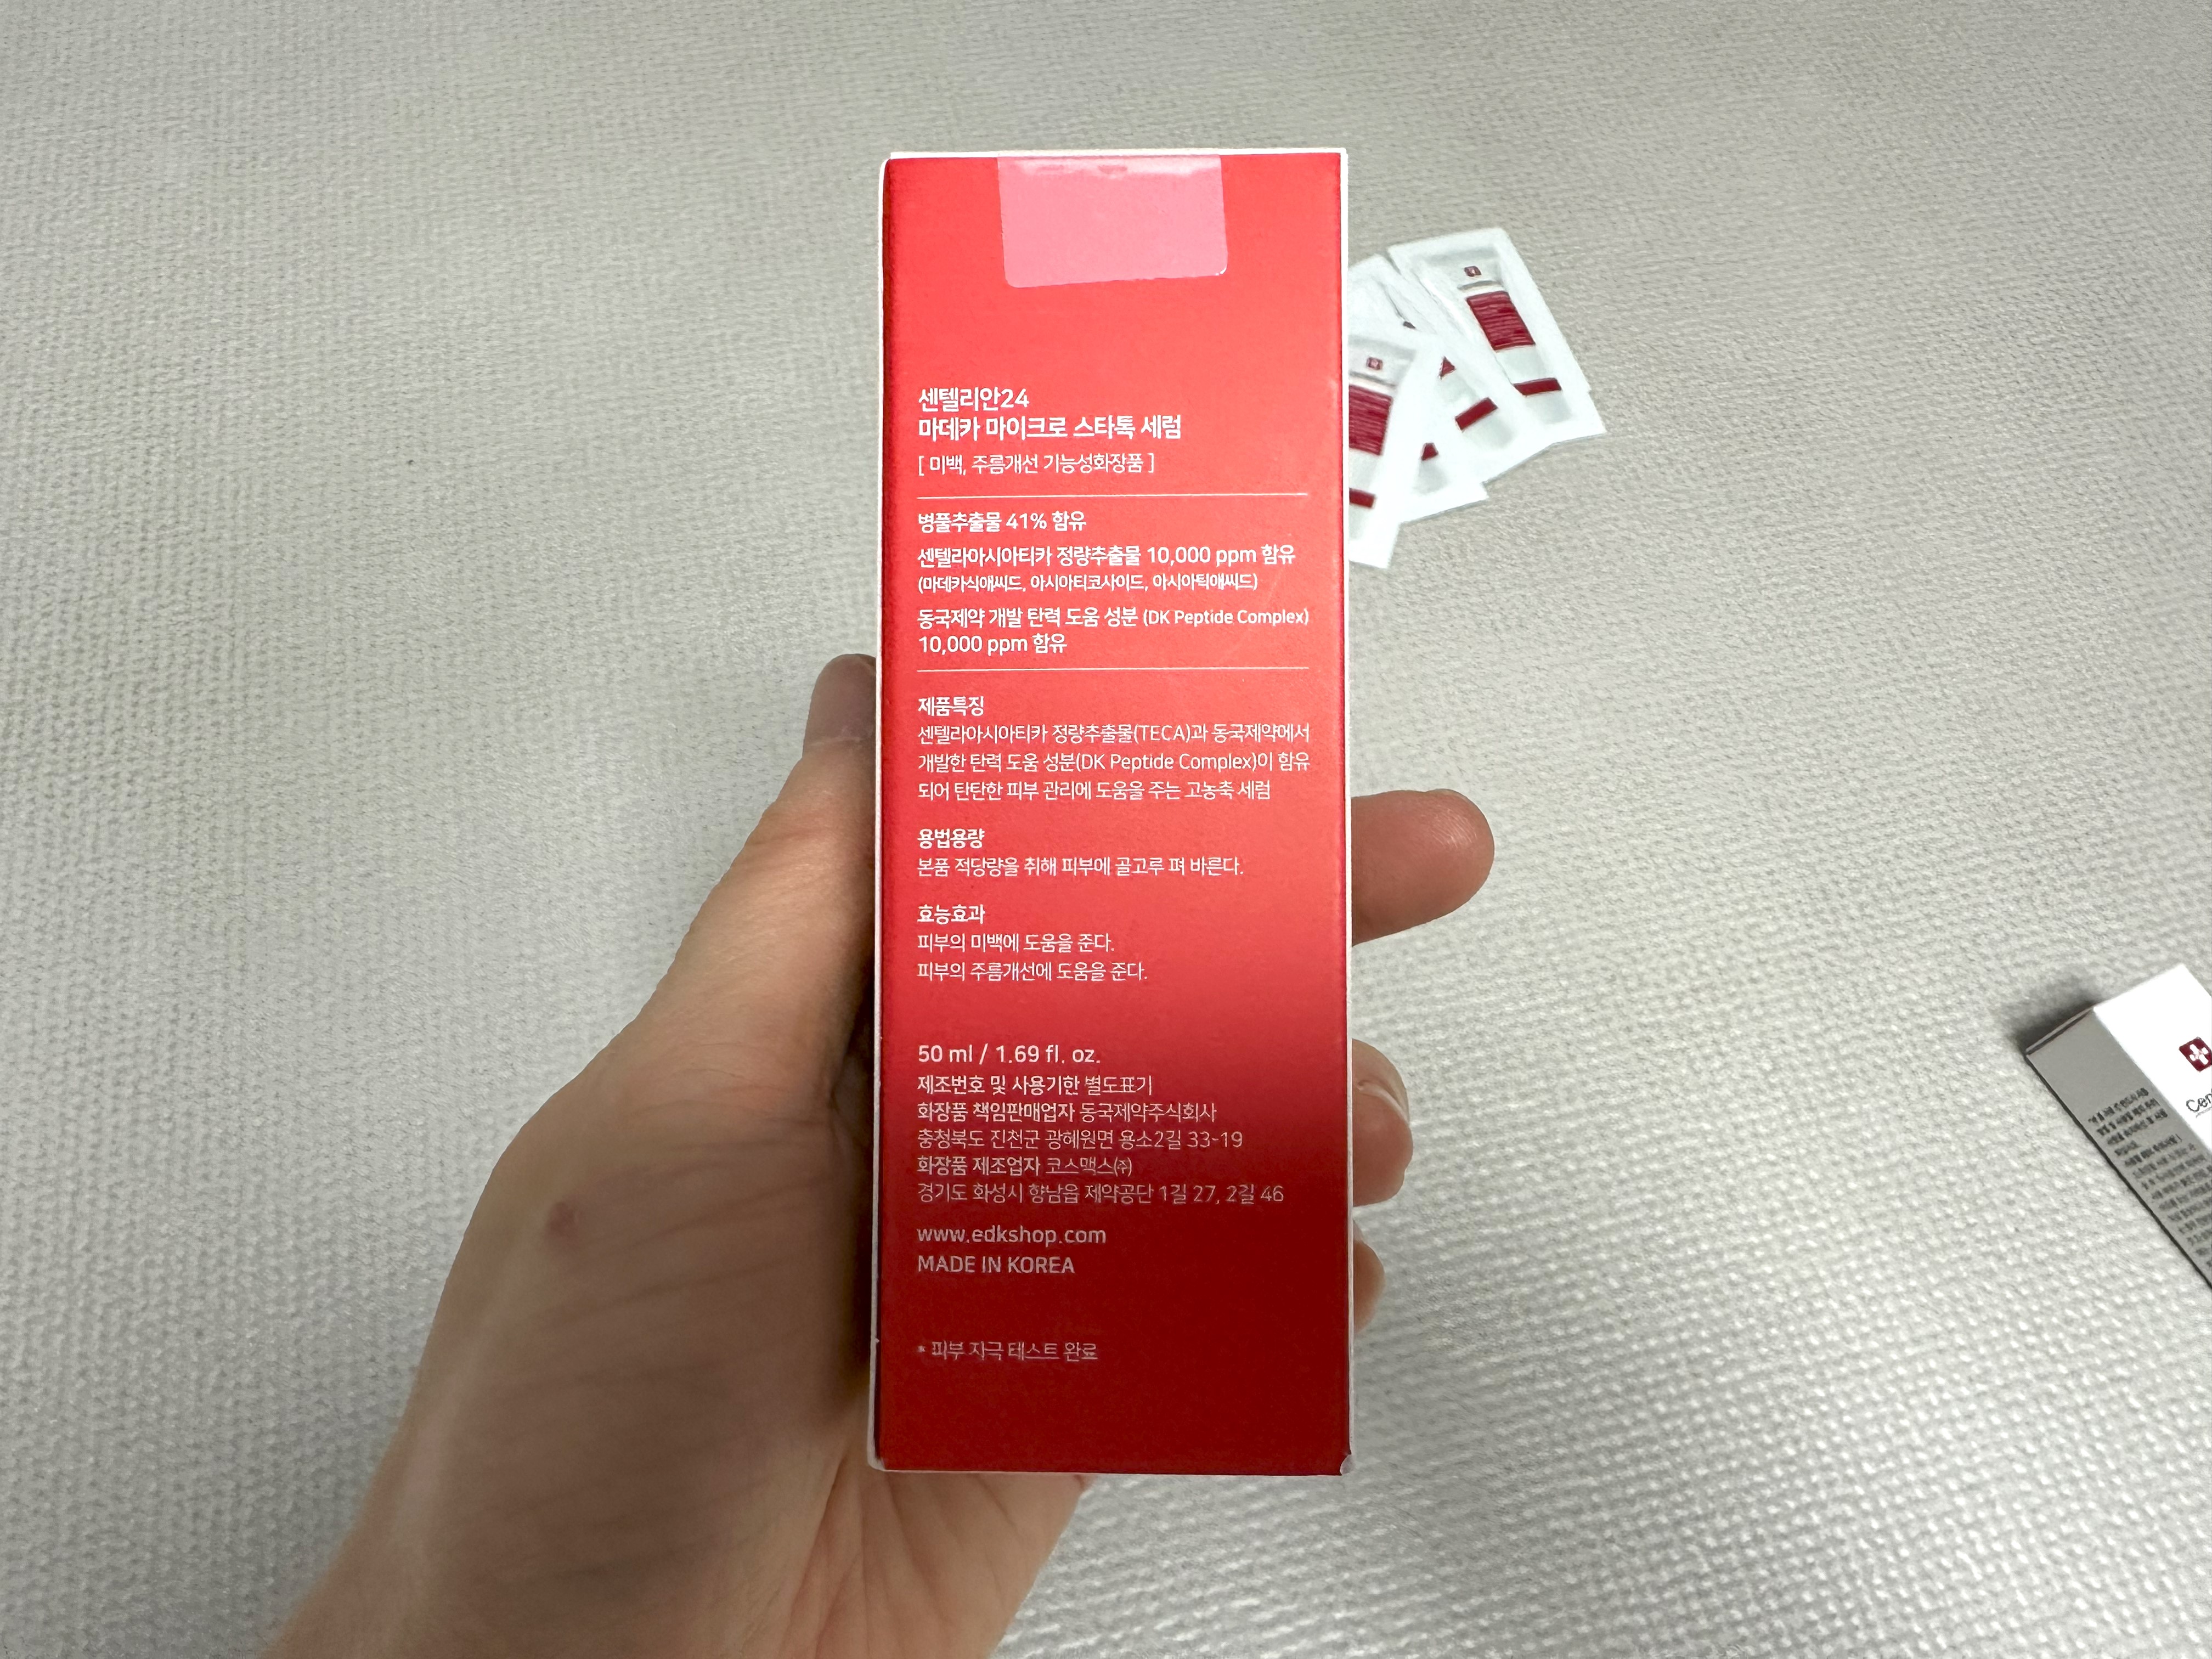 센텔리안24
마데카 마이크로 스타톡 세럼
[ 미백, 주름개선 기능성화장품 ]
병풀추출물 41% 함유
센텔라아시아티카 정량추출물 10,000 ppm 함유
(마데카식애씨드, 아시아티코사이드, 아시아틱애씨드)
동국제약 개발 탄력 도움 성분 (DK Peptide Complex)
10,000 ppm 함유
제품특징
센텔라아시아티카 정량추출물(TECA)과 동국제약에서
개발한 탄력 도움 성분(DK Peptide Complex)이 함유
되어 탄탄한 피부 관리에 도움을 주는 고농축 세럼
용법용량
본품 적당량을 취해 피부에 골고루 펴 바른다.
효능효과
피부의 미백에 도움을 준다.
피부의 주름개선에 도움을 준다.
50 ml / 1.69 fl. oz.
제조번호 및 사용기한 별도표기
화장품 책임판매업자 동국제약주식회사
충청북도 진천군 광혜원면 용소2길 33-19
화장품 제조업자 코스맥스㈜
경기도 화성시 향남읍 제약공단 1길 27, 2길 46
www.edkshop.com
MADE IN KOREA
* 피부 자극 테스트 완료
Cen